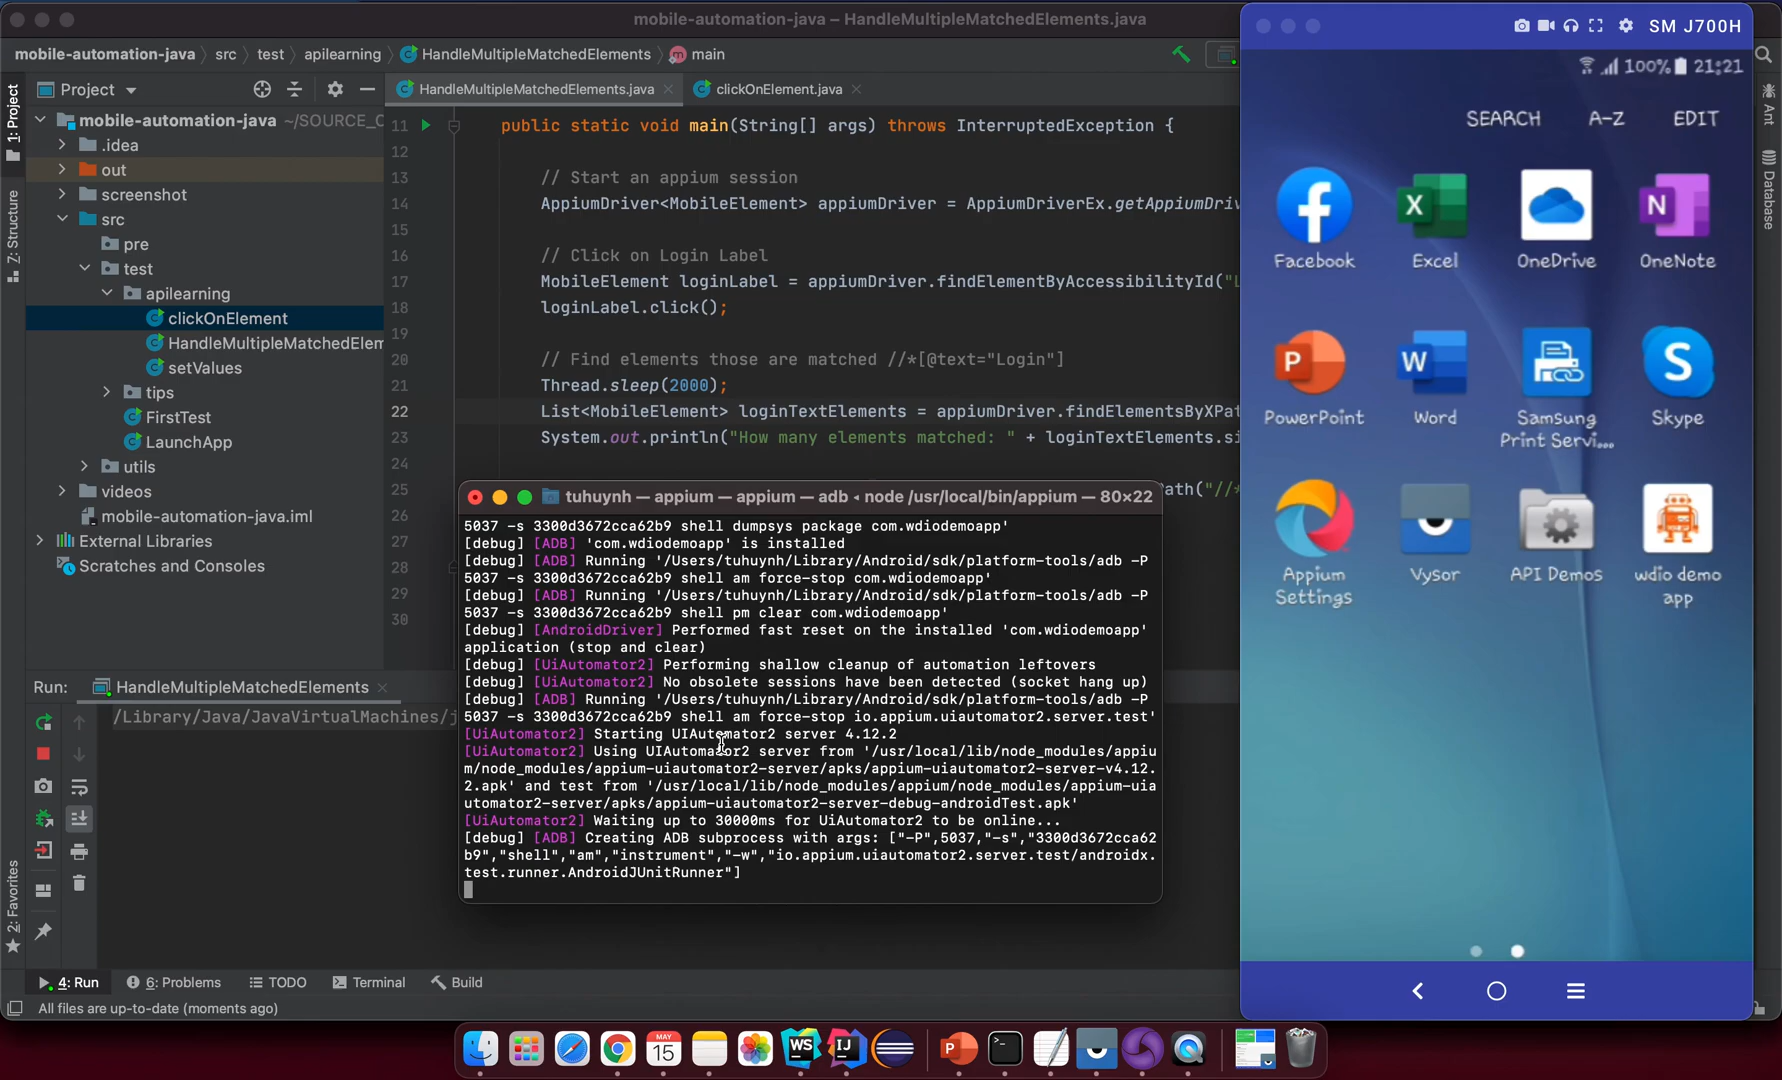 mobile-automation-java – HandleMultipleMatchedElements.java
mobile-automation-java src test apilearning HandleMultipleMatchedElements main
Project
HandleMultipleMatchedElements.java
clickOnElement.java
1: Project
Z: Structure
2: Favorites
mobile-automation-java ~/SOURCE_C
.idea
out
screenshot
src
pre
test
apilearning
clickOnElement
HandleMultipleMatchedElem
setValues
tips
FirstTest
LaunchApp
utils
videos
mobile-automation-java.iml
External Libraries
Scratches and Consoles
11 public static void main(String[] args) throws InterruptedException {
12
13 // Start an appium session
14 AppiumDriver<MobileElement> appiumDriver = AppiumDriverEx.getAppiumDriv
15
16 // Click on Login Label
17 MobileElement loginLabel = appiumDriver.findElementByAccessibilityId("L
18 loginLabel.click();
19
20 // Find elements those are matched //*[@text="Login"]
21 Thread.sleep(2000);
22 List<MobileElement> loginTextElements = appiumDriver.findElementsByXPat
23 System.out.println("How many elements matched: " + loginTextElements.si
24
25 Path("//*
26
27
28
29
30
tuhuynh — appium — appium — adb ◂ node /usr/local/bin/appium — 80×22
5037 -s 3300d3672cca62b9 shell dumpsys package com.wdiodemoapp'
[debug] [ADB] 'com.wdiodemoapp' is installed
[debug] [ADB] Running '/Users/tuhuynh/Library/Android/sdk/platform-tools/adb -P
5037 -s 3300d3672cca62b9 shell am force-stop com.wdiodemoapp'
[debug] [ADB] Running '/Users/tuhuynh/Library/Android/sdk/platform-tools/adb -P
5037 -s 3300d3672cca62b9 shell pm clear com.wdiodemoapp'
[debug] [AndroidDriver] Performed fast reset on the installed 'com.wdiodemoapp'
application (stop and clear)
[debug] [UiAutomator2] Performing shallow cleanup of automation leftovers
[debug] [UiAutomator2] No obsolete sessions have been detected (socket hang up)
[debug] [ADB] Running '/Users/tuhuynh/Library/Android/sdk/platform-tools/adb -P
5037 -s 3300d3672cca62b9 shell am force-stop io.appium.uiautomator2.server.test'
[UiAutomator2] Starting UIAutomator2 server 4.12.2
[UiAutomator2] Using UIAutomator2 server from '/usr/local/lib/node_modules/appiu
m/node_modules/appium-uiautomator2-server/apks/appium-uiautomator2-server-v4.12.
2.apk' and test from '/usr/local/lib/node_modules/appium/node_modules/appium-uia
utomator2-server/apks/appium-uiautomator2-server-debug-androidTest.apk'
[UiAutomator2] Waiting up to 30000ms for UiAutomator2 to be online...
[debug] [ADB] Creating ADB subprocess with args: ["-P",5037,"-s","3300d3672cca62
b9","shell","am","instrument","-w","io.appium.uiautomator2.server.test/androidx.
test.runner.AndroidJUnitRunner"]
Run: HandleMultipleMatchedElements
/Library/Java/JavaVirtualMachines/j
4: Run
6: Problems
TODO
Terminal
Build
All files are up-to-date (moments ago)
SM J700H
100% 21:21
SEARCH A-Z EDIT
Facebook
Excel
OneDrive
OneNote
PowerPoint
Word
Samsung
Print Servi...
Skype
Appium
Settings
Vysor
API Demos
wdio demo
app
Ant
Database
MAY
15
WS
IJ